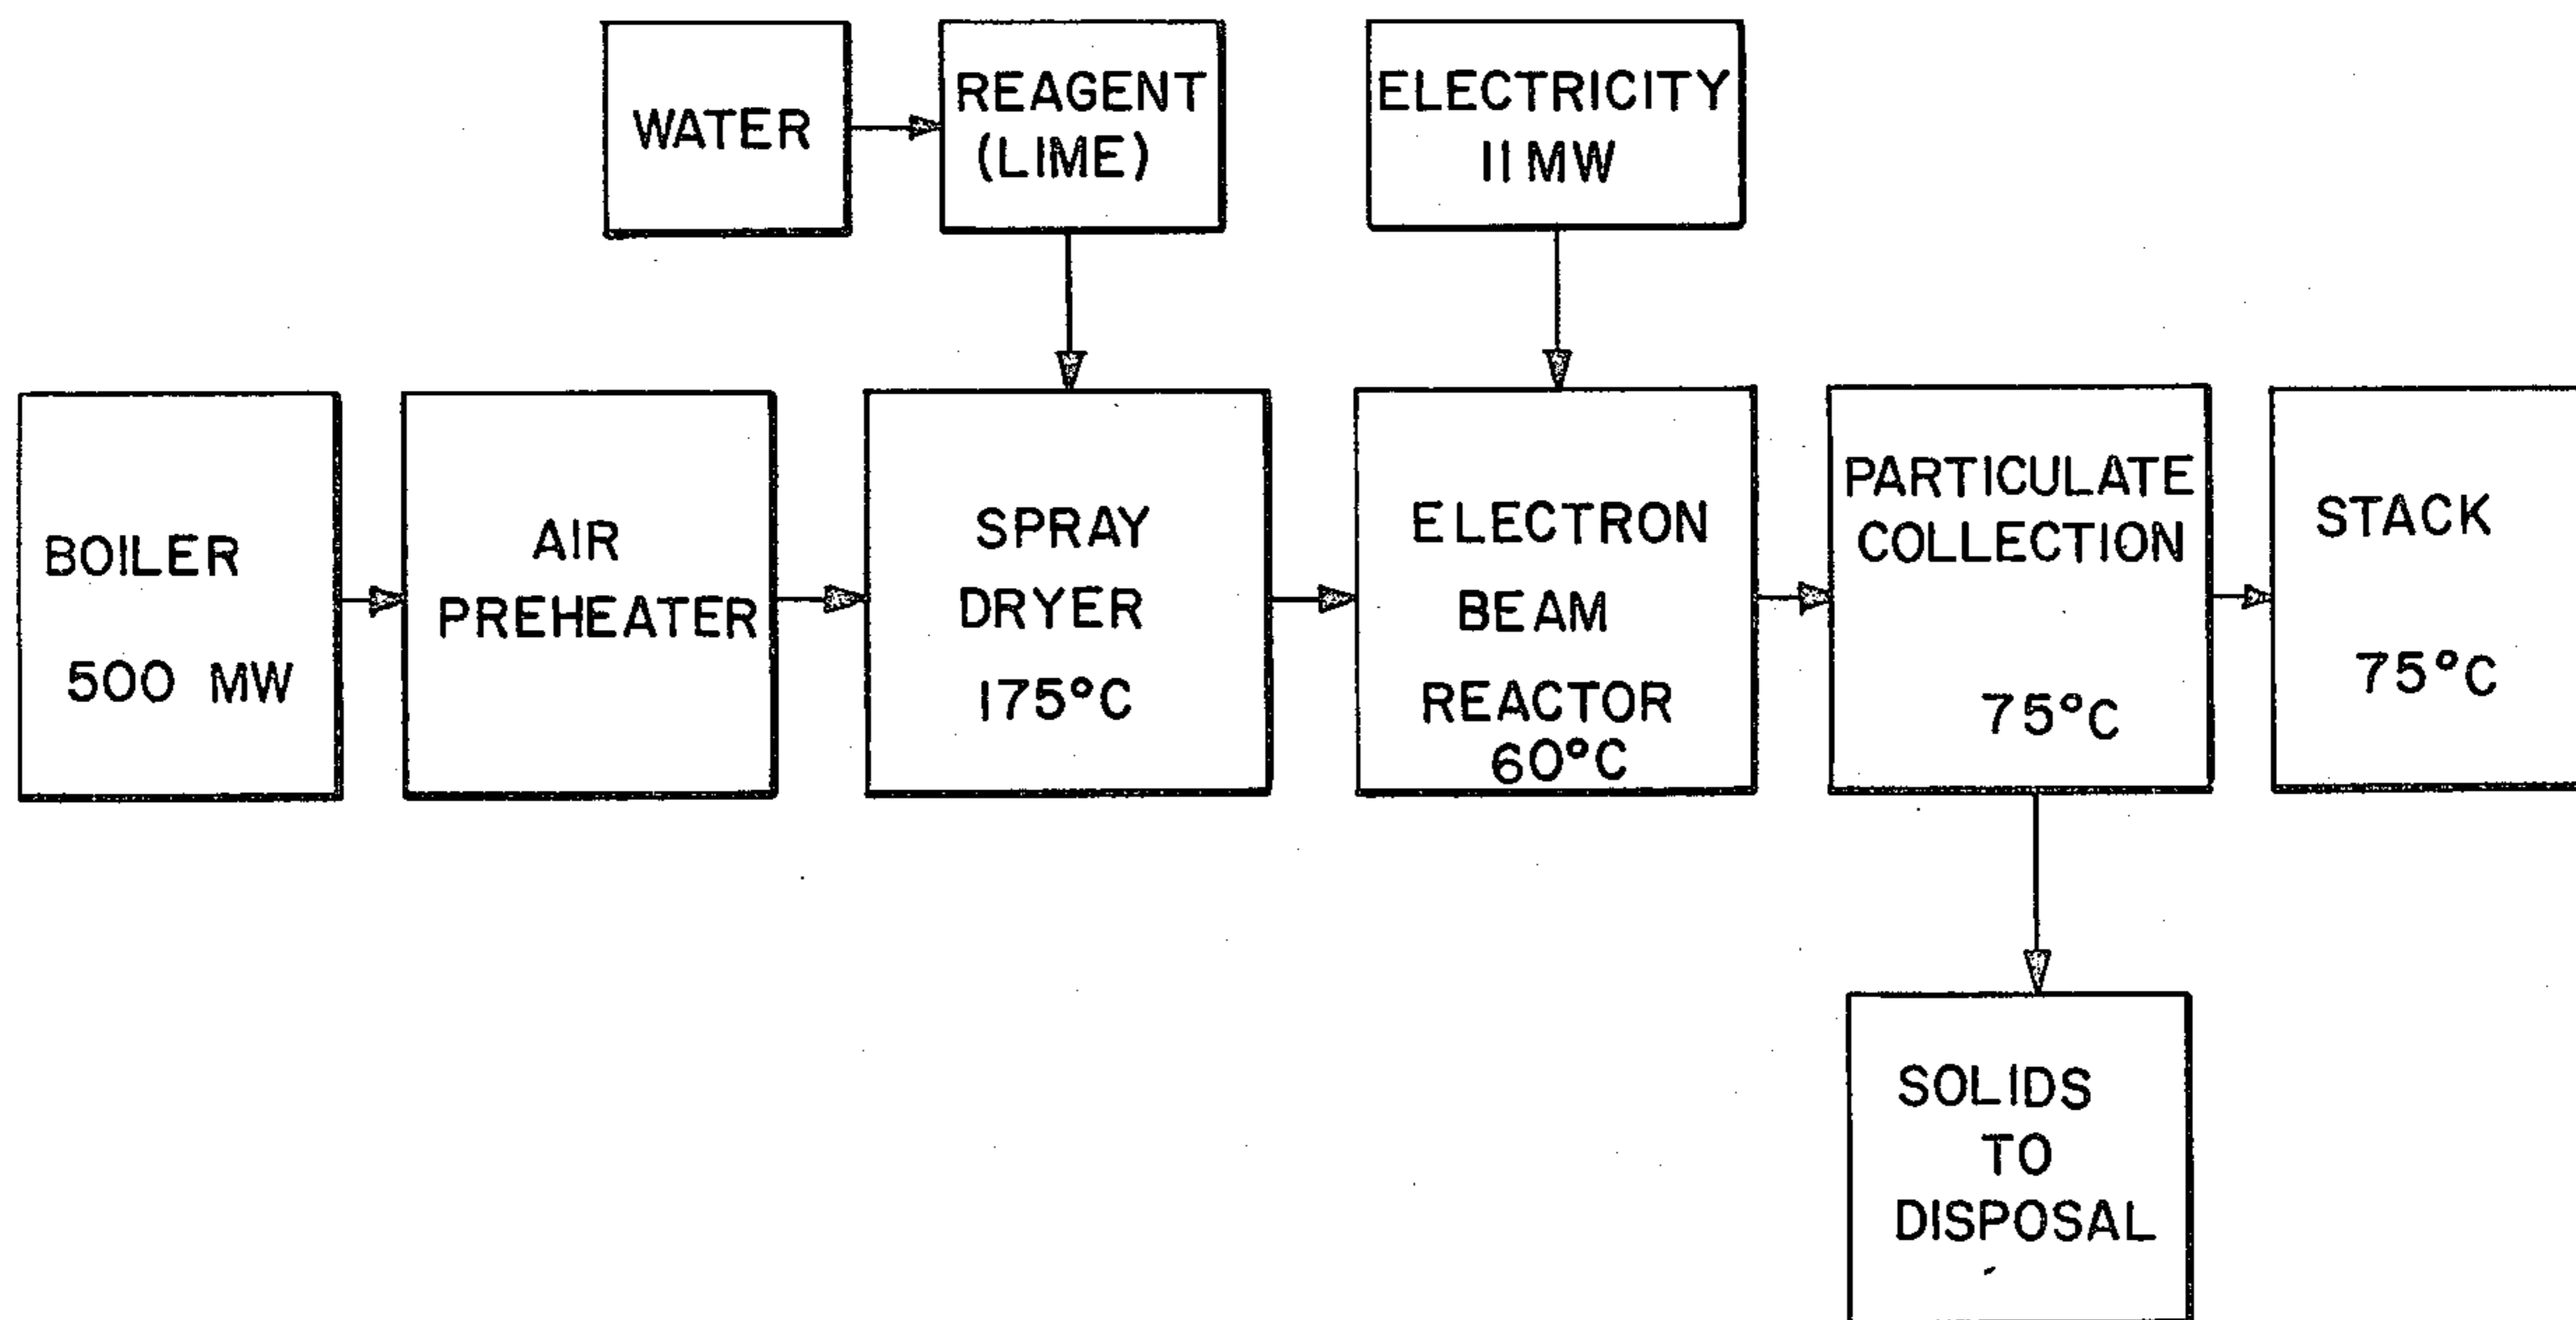 WATER
REAGENT
(LIME)
ELECTRICITY
11 MW
BOILER
500 MW
AIR
PREHEATER
SPRAY
DRYER
175°C
ELECTRON
BEAM
REACTOR
60°C
PARTICULATE
COLLECTION
75°C
STACK
75°C
SOLIDS
TO
DISPOSAL